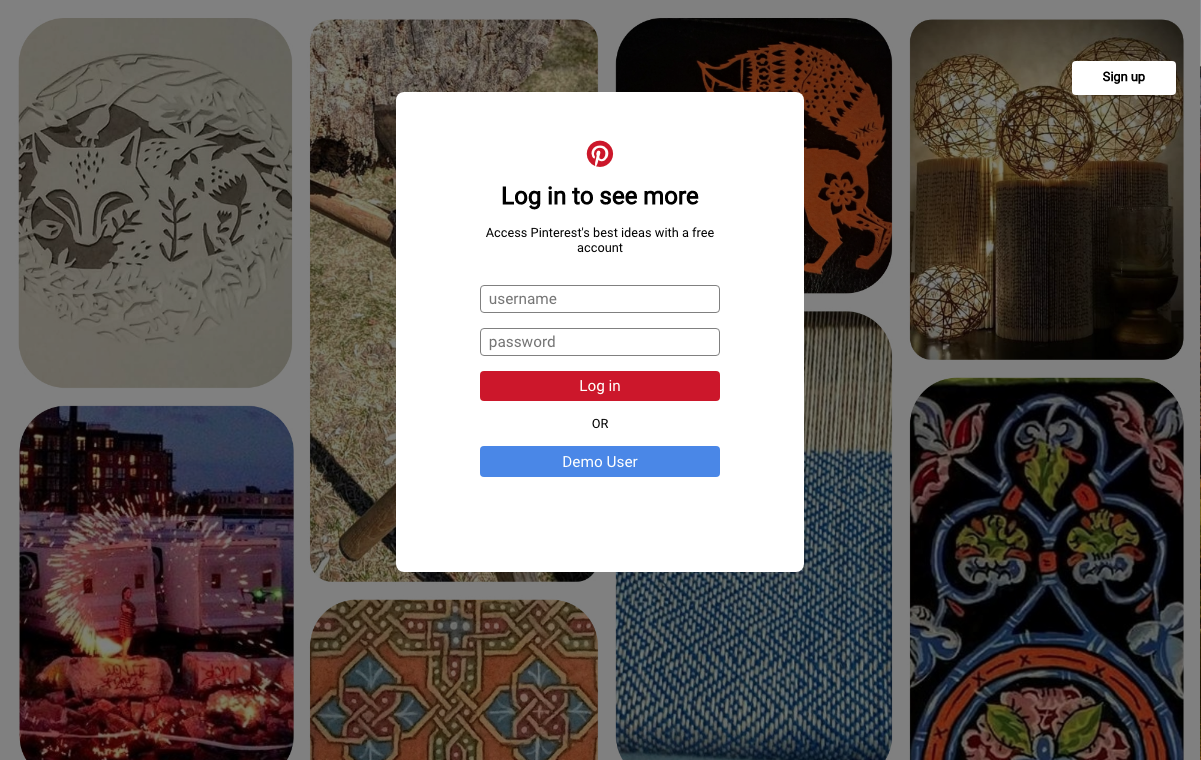 Sign up
Log in to see more
Access Pinterest's best ideas with a free
account
username
password
Log in
OR
Demo User